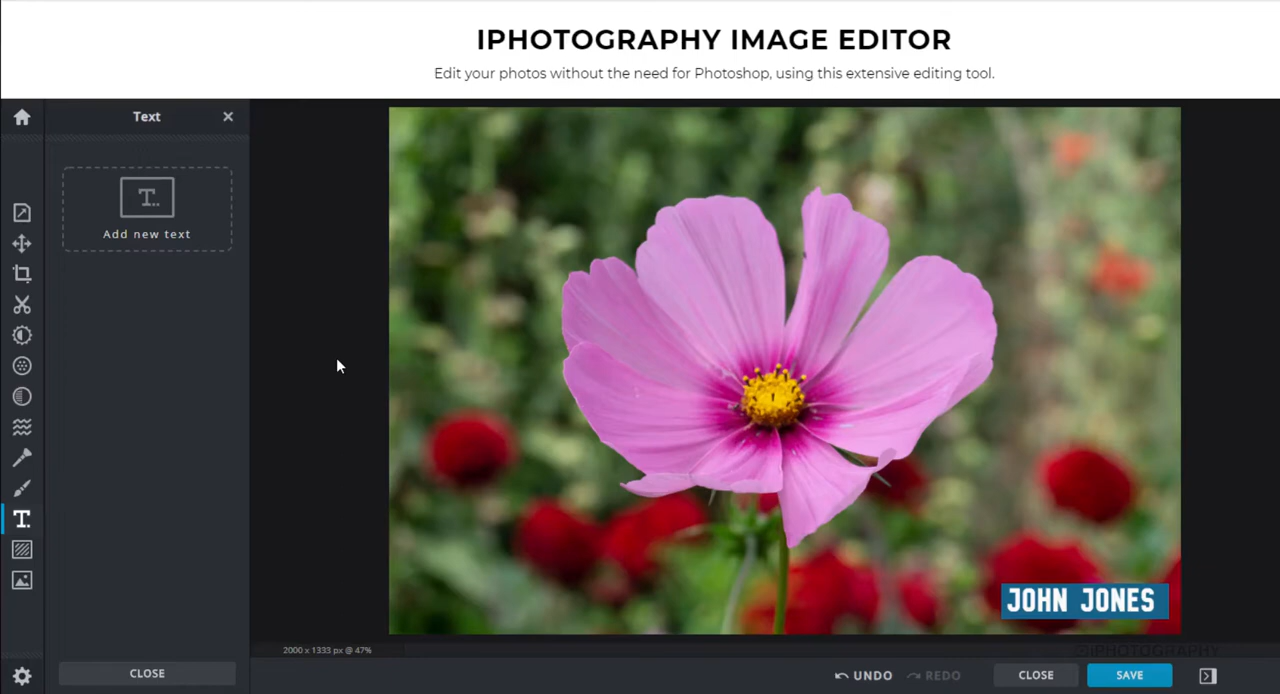 IPHOTOGRAPHY IMAGE EDITOR
Edit your photos without the need for Photoshop, using this extensive editing tool.
Text
Add new text
JOHN JONES
2000 x 1333 px @ 47%
iPHOTOGRAPHY
CLOSE
UNDO
REDO
CLOSE
SAVE